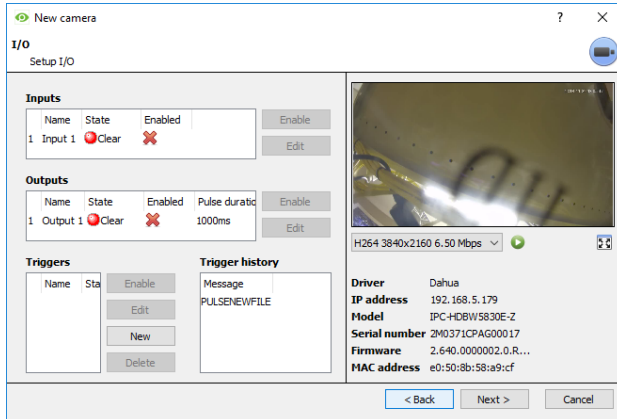 New camera
I/O
Setup I/O
Inputs
Name State Enabled
1 Input 1 Clear
Enable
Edit
Outputs
Name State Enabled Pulse duratic
1 Output 1 Clear 1000ms
Enable
Edit
Triggers
Name Sta
Enable
Edit
New
Delete
Trigger history
Message
PULSENEWFILE
H264 3840x2160 6.50 Mbps
Driver Dahua
IP address 192.168.5.179
Model IPC-HDBW5830E-Z
Serial number 2M0371CPAG00017
Firmware 2.640.0000002.0.R...
MAC address e0:50:8b:58:a9:cf
< Back
Next >
Cancel